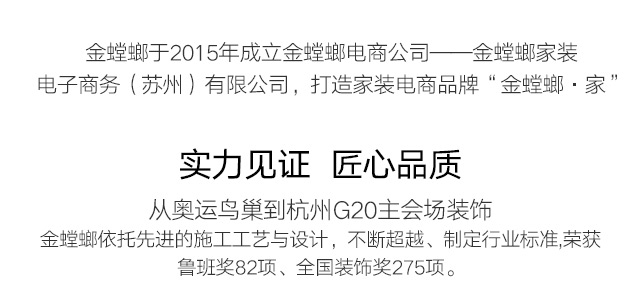 金螳螂于2015年成立金螳螂电商公司——金螳螂家装
电子商务（苏州）有限公司，打造家装电商品牌“金螳螂·家”
实力见证 匠心品质
从奥运鸟巢到杭州G20主会场装饰
金螳螂依托先进的施工工艺与设计，不断超越、制定行业标准,荣获
鲁班奖82项、全国装饰奖275项。